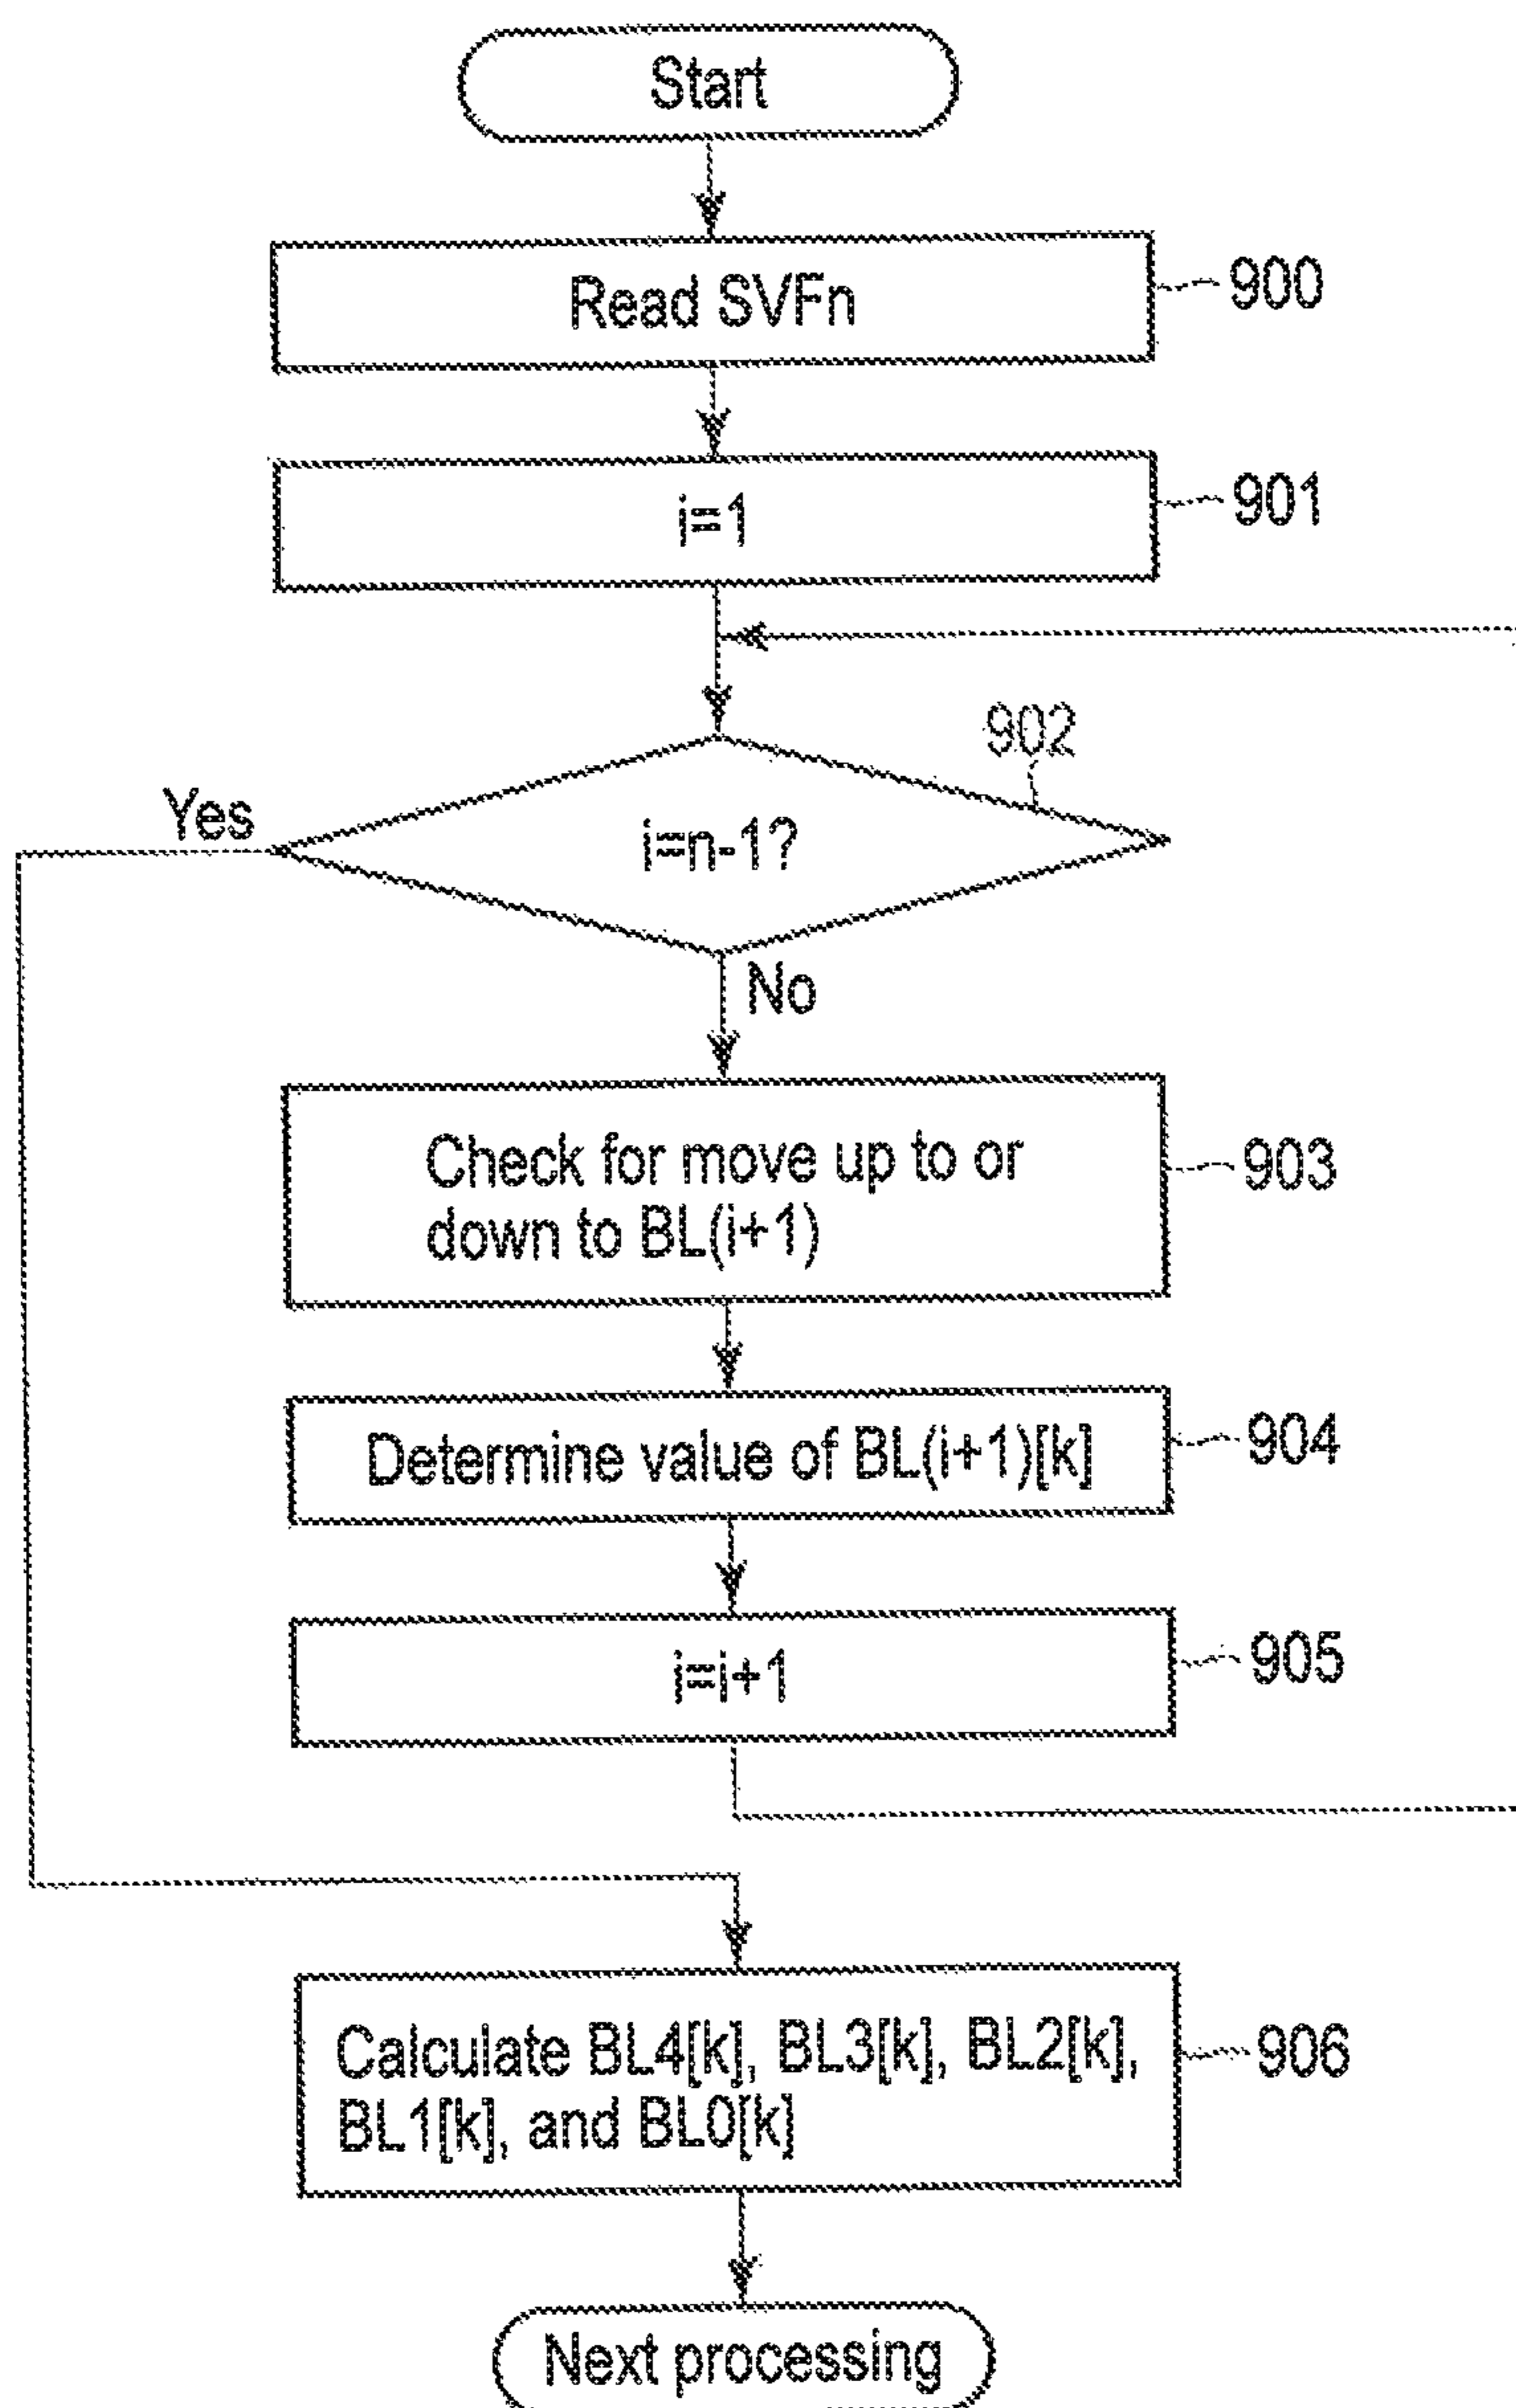 Start
Read SVFn
900
i=1
901
902
Yes
i=n-1?
No
Check for move up to or
down to BL(i+1)
903
Determine value of BL(i+1)[k]
904
i=i+1
905
Calculate BL4[k], BL3[k], BL2[k],
BL1[k], and BL0[k]
906
Next processing